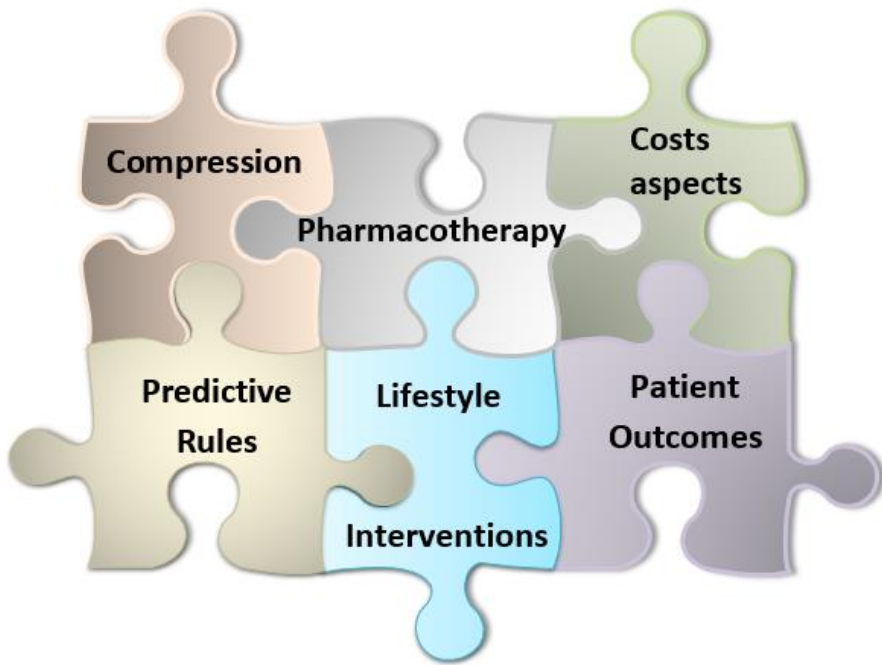 Compression
Pharmacotherapy
Costs
aspects
Predictive
Rules
Lifestyle
Interventions
Patient
Outcomes